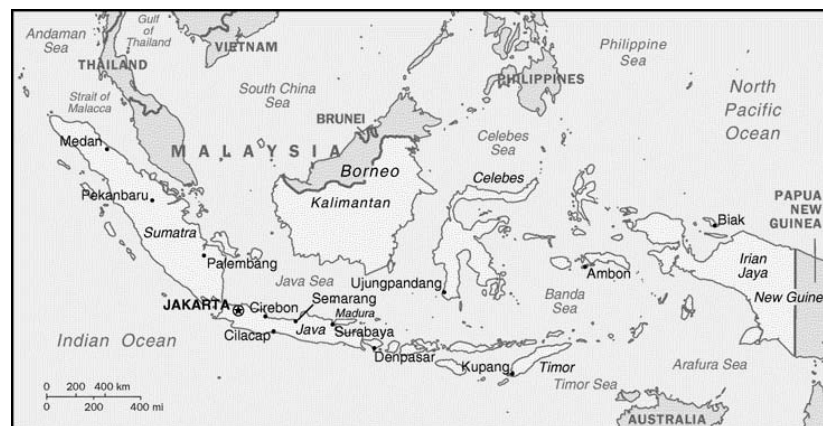 Andaman
Sea
Gulf
of
Thailand
VIETNAM
THAILAND
Strait of
Malacca
South China
Sea
Philippine
Sea
PHILIPPINES
North
Pacific
Ocean
BRUNEI
MALAYSIA
Celebes
Sea
Medan
Borneo
Kalimantan
Celebes
Pekanbaru
Sumatra
PAPUA
NEW
GUINEA
Biak
Palembang
Java Sea
Ujungpandang
Ambon
Irian
Jaya
New Guine
Banda
Sea
JAKARTA
Cirebon
Semarang
Madura
Java
Surabaya
Cilacap
Indian Ocean
Denpasar
Kupang
Timor
Timor Sea
Arafura Sea
0 200 400 km
0 200 400 mi
AUSTRALIA